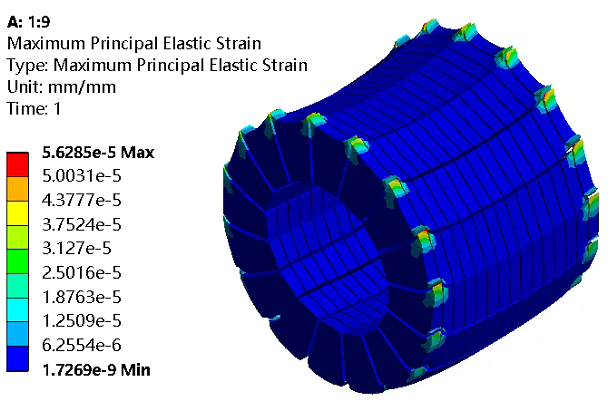 A: 1:9
Maximum Principal Elastic Strain
Type: Maximum Principal Elastic Strain
Unit: mm/mm
Time: 1
5.6285e-5 Max
5.0031e-5
4.3777e-5
3.7524e-5
3.127e-5
2.5016e-5
1.8763e-5
1.2509e-5
6.2554e-6
1.7269e-9 Min